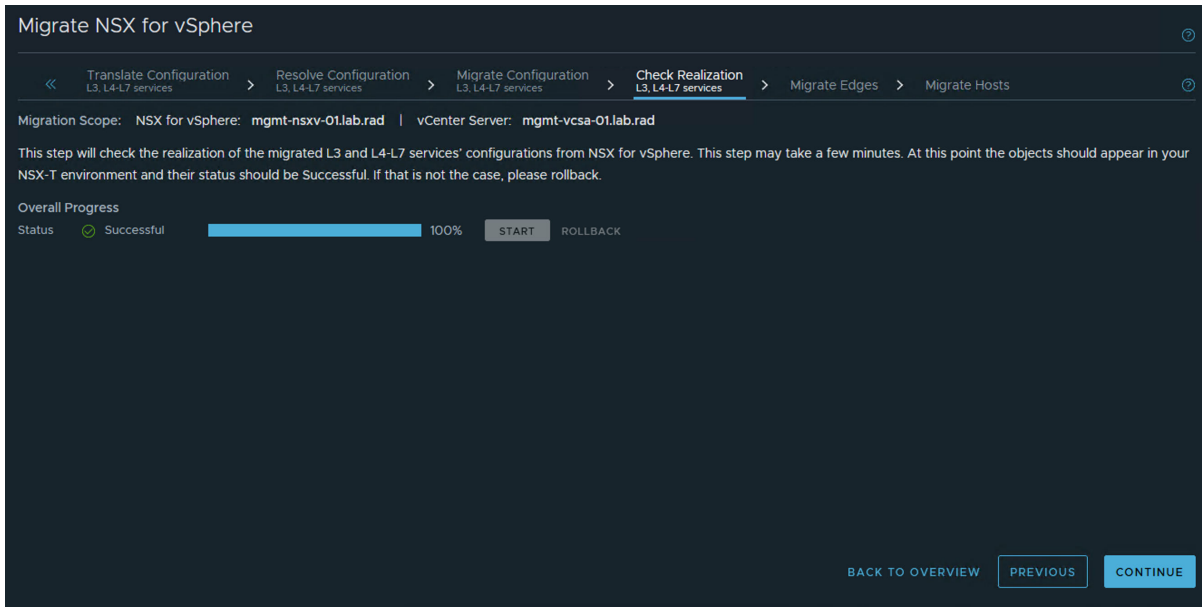 Migrate NSX for vSphere
Translate Configuration
L3, L4-L7 services
Resolve Configuration
L3, L4-L7 services
Migrate Configuration
L3, L4-L7 services
Check Realization
L3, L4-L7 services
Migrate Edges
Migrate Hosts
Migration Scope: NSX for vSphere: mgmt-nsxv-01.lab.rad | vCenter Server: mgmt-vcsa-01.lab.rad
This step will check the realization of the migrated L3 and L4-L7 services' configurations from NSX for vSphere. This step may take a few minutes. At this point the objects should appear in your
NSX-T environment and their status should be Successful. If that is not the case, please rollback.
Overall Progress
Status Successful 100% START ROLLBACK
BACK TO OVERVIEW PREVIOUS CONTINUE